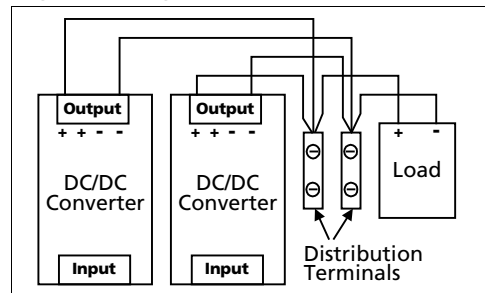 Output
+ + - -
DC/DC
Converter
Input
Output
+ + - -
DC/DC
Converter
Input
+ -
Load
Distribution
Terminals